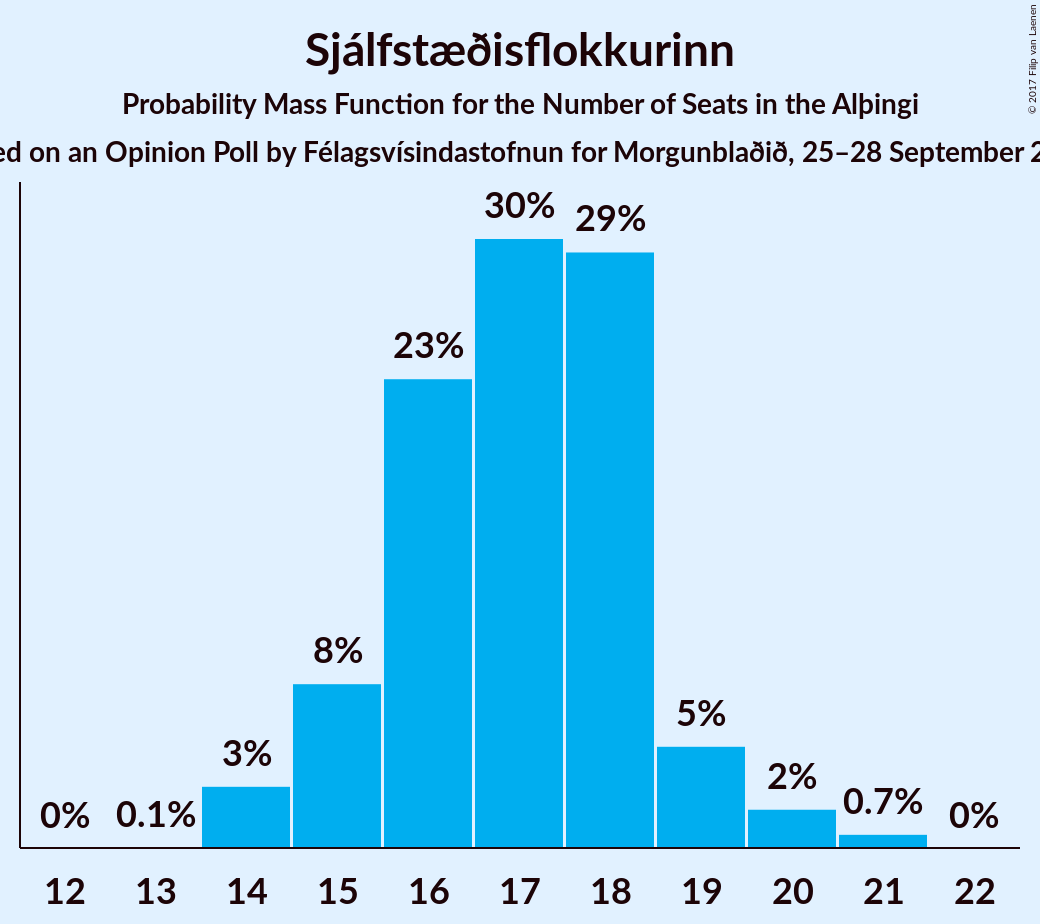 Sjálfstæðisflokkurinn
Probability Mass Function for the Number of Seats in the Alþingi
ed on an Opinion Poll by Félagsvísindastofnun for Morgunblaðið, 25–28 September 2
© 2017 Filip van Laenen
30%
29%
23%
8%
5%
3%
2%
0.7%
0%
0.1%
0%
12 13 14 15 16 17 18 19 20 21 22